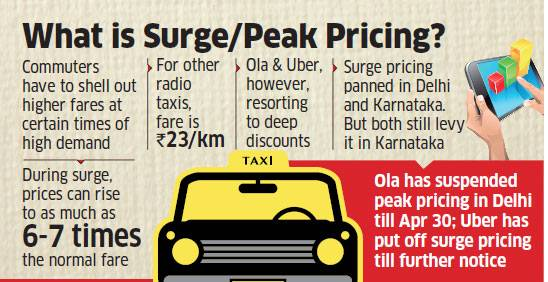 What is Surge/Peak Pricing?
Commuters
have to shell out
higher fares at
certain times of
high demand
During surge,
prices can rise
to as much as
6-7 times
the normal fare
For other
radio
taxis,
fare is
₹23/km
Ola & Uber,
however,
resorting
to deep
discounts
Surge pricing
panned in Delhi
and Karnataka.
But both still levy
it in Karnataka
TAXI
Ola has suspended
peak pricing in Delhi
till Apr 30; Uber has
put off surge pricing
till further notice